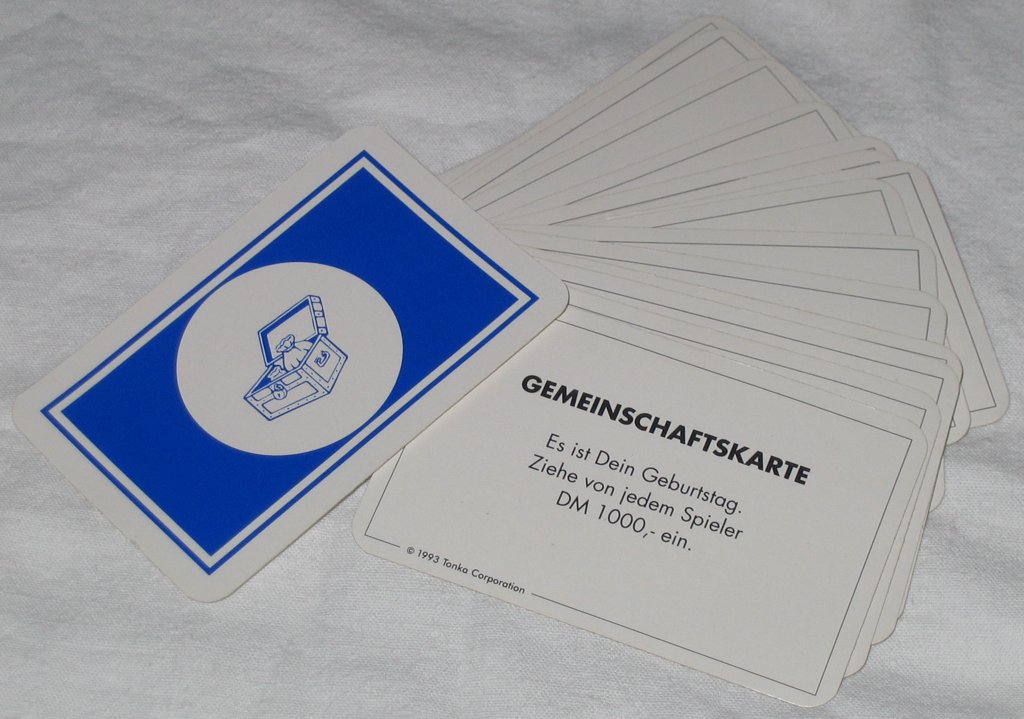 GEMEINSCHAFTSKARTE
Es ist Dein Geburtstag.
Ziehe von jedem Spieler
DM 1000,- ein.
© 1993 Tonka Corporation